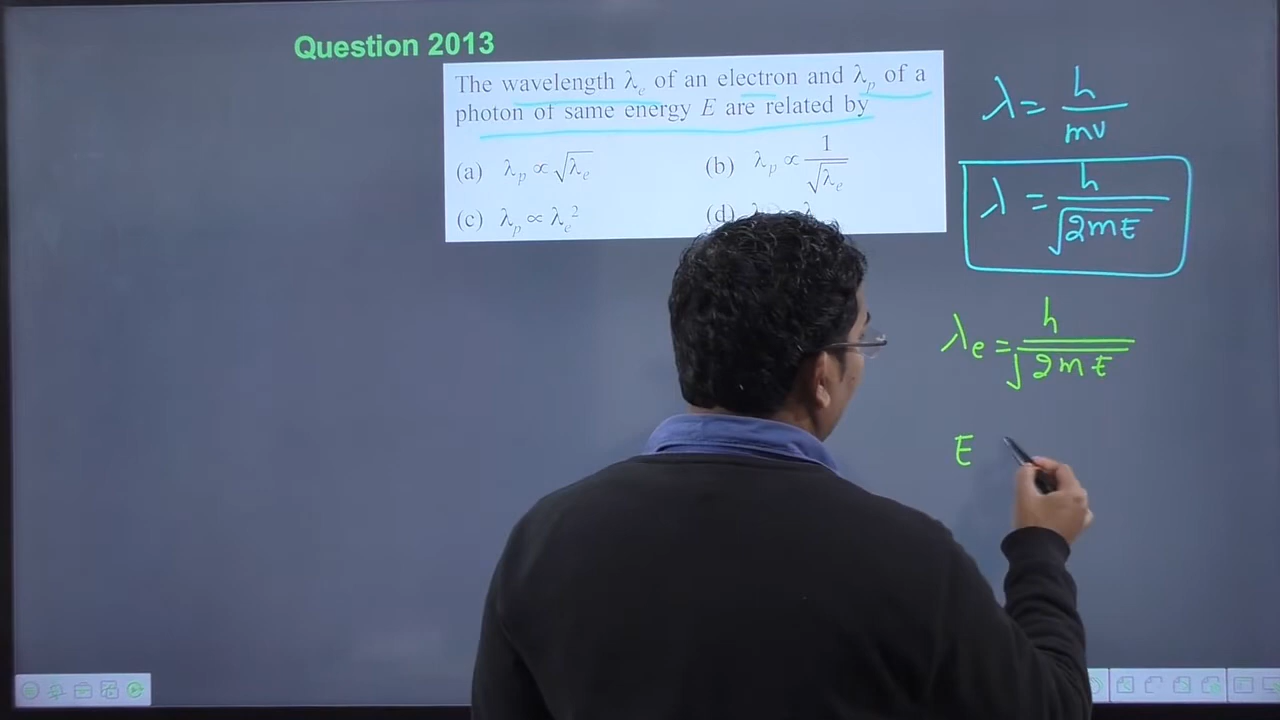 Question 2013
The wavelength λₑ of an electron and λₚ of a
photon of same energy E are related by
(a) λₚ ∝ √λₑ
(b) λₚ ∝ 1/√λₑ
(c) λₚ ∝ λₑ²
(d)
λ = h/mv
λ = h/√2mE
λe = h/√2mE
E